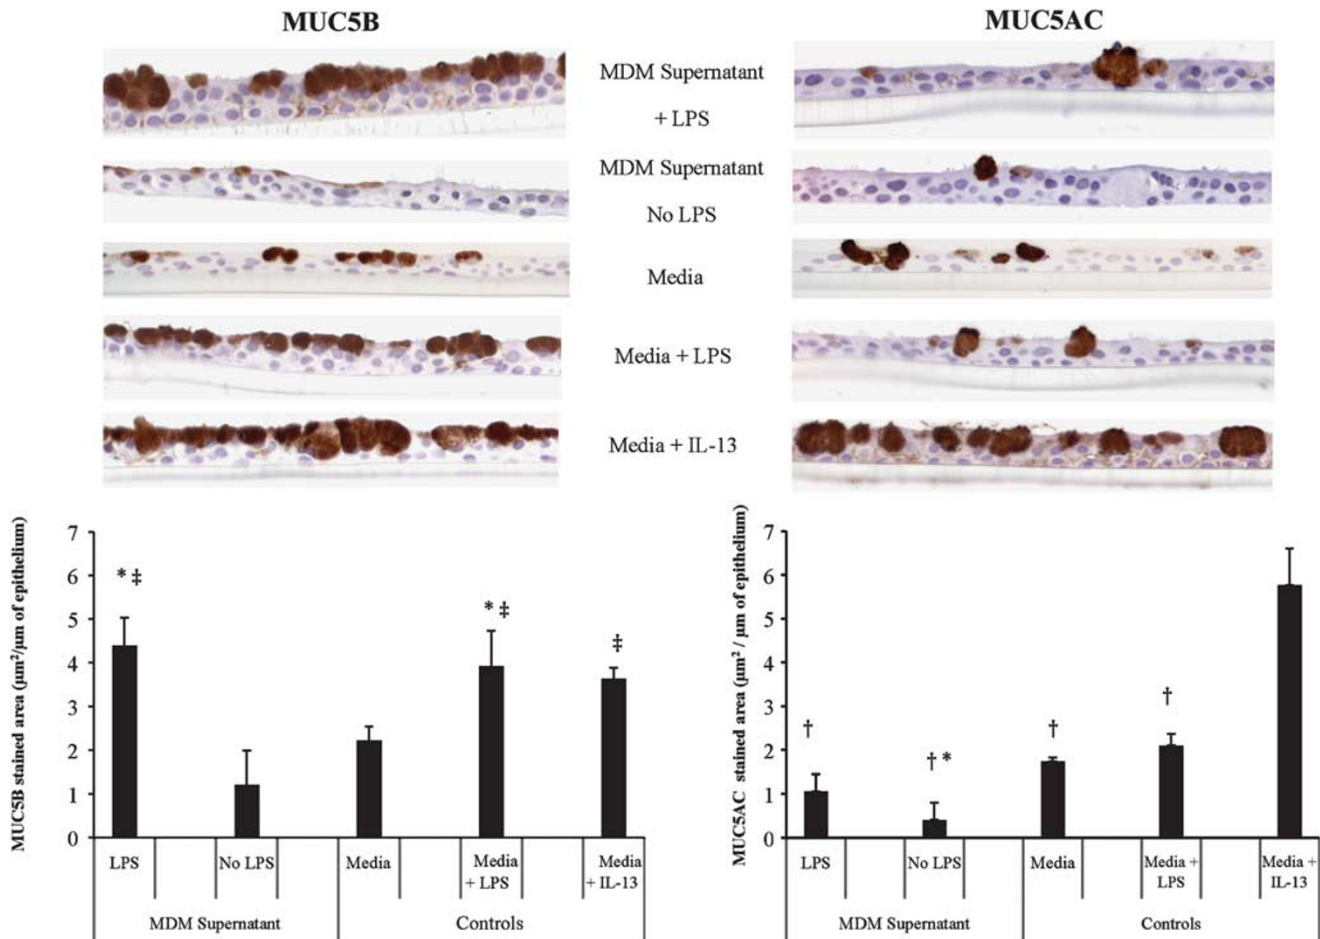 MUC5B
MUC5AC
MDM Supernatant
+ LPS
MDM Supernatant
No LPS
Media
Media + LPS
Media + IL-13
MUC5B stained area (µm²/µm of epithelium)
7
6
5
4
3
2
1
0
* ‡
* ‡
‡
LPS
No LPS
Media
Media
+ LPS
Media
+ IL-13
MDM Supernatant
Controls
MUC5AC stained area (µm² / µm of epithelium)
7
6
5
4
3
2
1
0
†
† *
†
†
LPS
No LPS
Media
Media +
LPS
Media +
IL-13
MDM Supernatant
Controls